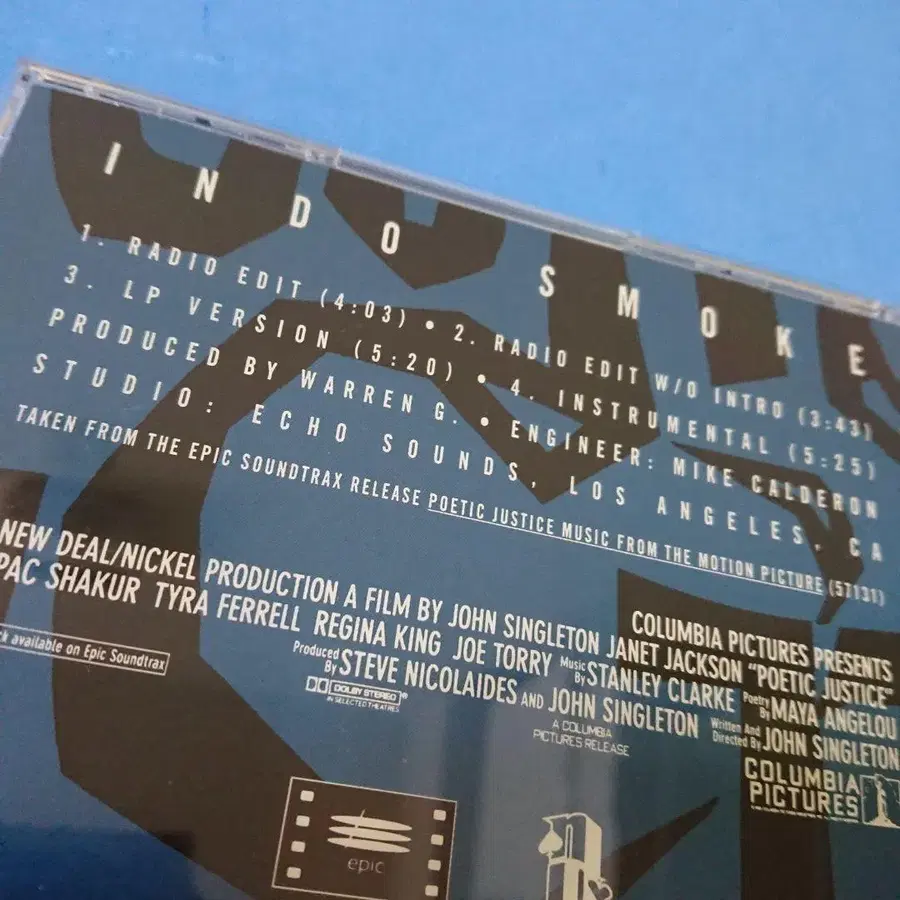 INDO SMOKE
1. RADIO EDIT (4:03) • 2. RADIO EDIT W/O INTRO (3:43)
3. LP VERSION (5:20) • 4. INSTRUMENTAL (5:25)
PRODUCED BY WARREN G. • ENGINEER: MIKE CALDERON
STUDIO: ECHO SOUNDS, LOS ANGELES, CA
TAKEN FROM THE EPIC SOUNDTRAX RELEASE POETIC JUSTICE MUSIC FROM THE MOTION PICTURE (57131)
COLUMBIA PICTURES PRESENTS
NEW DEAL/NICKEL PRODUCTION A FILM BY JOHN SINGLETON JANET JACKSON "POETIC JUSTICE"
PAC SHAKUR TYRA FERRELL REGINA KING JOE TORRY Music By STANLEY CLARKE Poetry By MAYA ANGELOU
Produced By STEVE NICOLAIDES AND JOHN SINGLETON Written And Directed By JOHN SINGLETON
available on Epic Soundtrax
DOLBY STEREO®
IN SELECTED THEATRES
A COLUMBIA
PICTURES RELEASE
COLUMBIA
PICTURES
epic